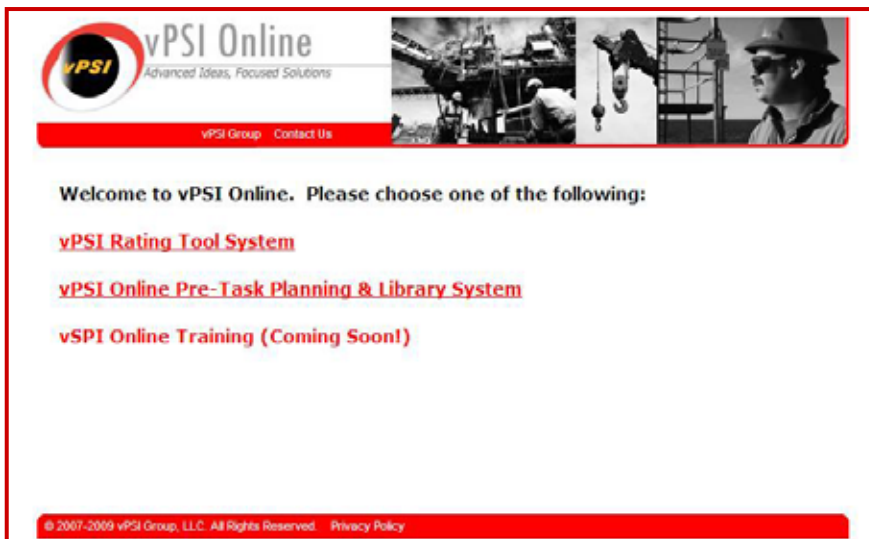 vPSI
vPSI Online
Advanced Ideas, Focused Solutions
vPSI Group Contact Us
Welcome to vPSI Online. Please choose one of the following:
vPSI Rating Tool System
vPSI Online Pre-Task Planning & Library System
vSPI Online Training (Coming Soon!)
© 2007-2009 vPSI Group, LLC. All Rights Reserved. Privacy Policy